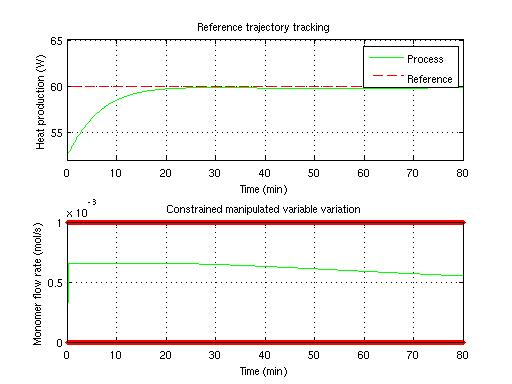 Reference trajectory tracking
65
60
55
Heat production (W)
Process
Reference
0 10 20 30 40 50 60 70 80
Time (min)
x 10^-3
Constrained manipulated variable variation
1
0.5
0
Monomer flow rate (mol/s)
0 10 20 30 40 50 60 70 80
Time (min)